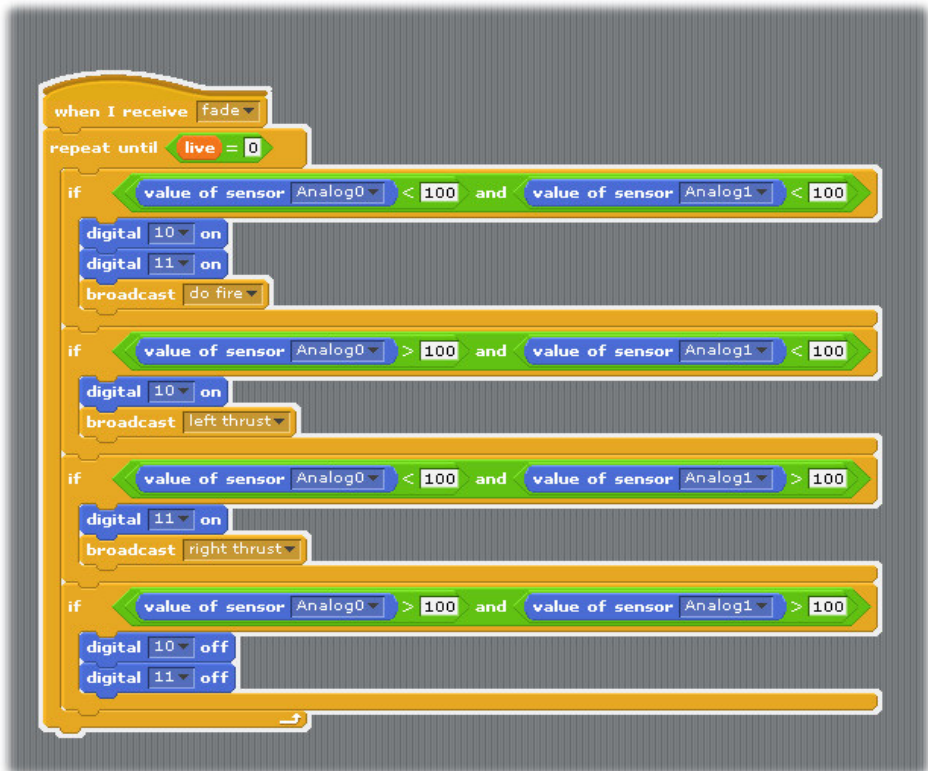 when I receive fade
repeat until live = 0
if value of sensor Analog0 < 100 and value of sensor Analog1 < 100
digital 10 on
digital 11 on
broadcast do fire
if value of sensor Analog0 > 100 and value of sensor Analog1 < 100
digital 10 on
broadcast left thrust
if value of sensor Analog0 < 100 and value of sensor Analog1 > 100
digital 11 on
broadcast right thrust
if value of sensor Analog0 > 100 and value of sensor Analog1 > 100
digital 10 off
digital 11 off